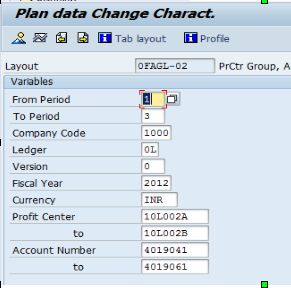 Plan data Change Charact.
Tab layout Profile
Layout 0FAGL-02 PrCtr Group, A
Variables
From Period 1
To Period 3
Company Code 1000
Ledger 0L
Version 0
Fiscal Year 2012
Currency INR
Profit Center 10L002A
to 10L002B
Account Number 4019041
to 4019061